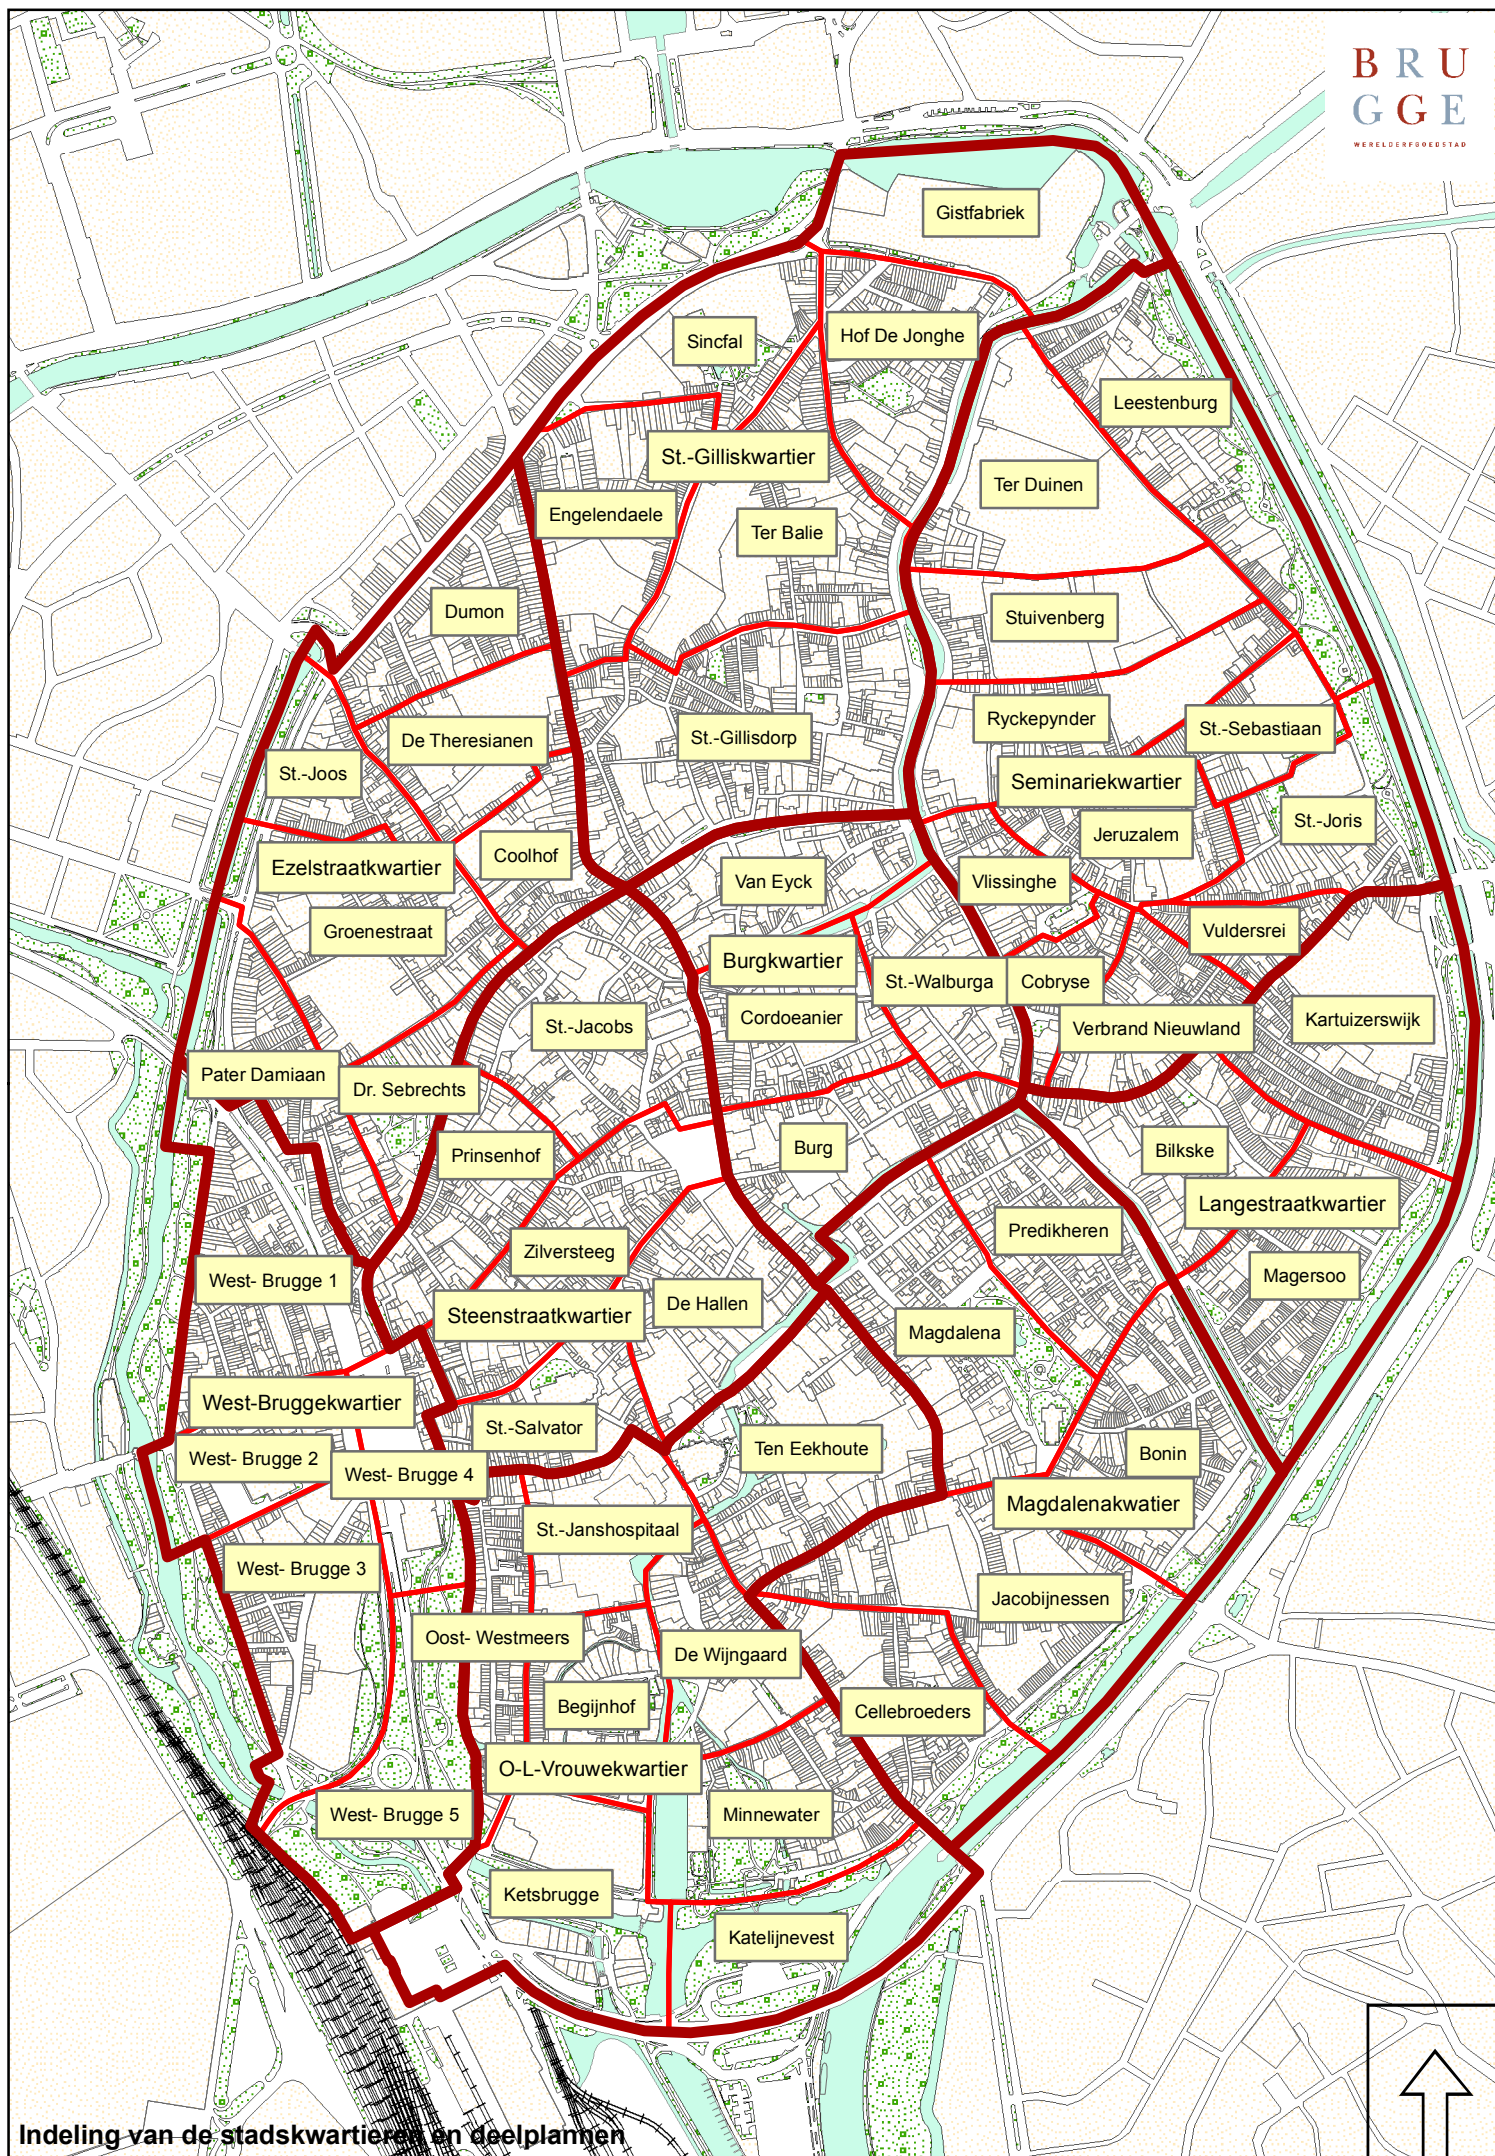 BRU
GGE
WERELDERFGOEDSTAD
Gistfabriek
Sincfal
Hof De Jonghe
Leestenburg
St.-Gilliskwartier
Ter Duinen
Engelendaele
Ter Balie
Dumon
Stuivenberg
De Theresianen
St.-Gillisdorp
Ryckepynder
St.-Sebastiaan
St.-Joos
Seminariekwartier
St.-Joris
Jeruzalem
Coolhof
Ezelstraatkwartier
Van Eyck
Vlissinghe
Groenestraat
Vuldersrei
Burgkwartier
St.-Walburga
Cobryse
St.-Jacobs
Cordoeanier
Verbrand Nieuwland
Kartuizerswijk
Pater Damiaan
Dr. Sebrechts
Prinsenhof
Burg
Bilkske
Langestraatkwartier
Predikheren
Zilversteeg
West- Brugge 1
Magersoo
De Hallen
Steenstraatkwartier
Magdalena
West-Bruggekwartier
St.-Salvator
Ten Eekhoute
Bonin
West- Brugge 2
West- Brugge 4
Magdalenakwatier
St.-Janshospitaal
West- Brugge 3
Jacobijnessen
Oost- Westmeers
De Wijngaard
Begijnhof
Cellebroeders
O-L-Vrouwekwartier
West- Brugge 5
Minnewater
Ketsbrugge
Katelijnevest
Indeling van de stadskwartieren en deelplannen